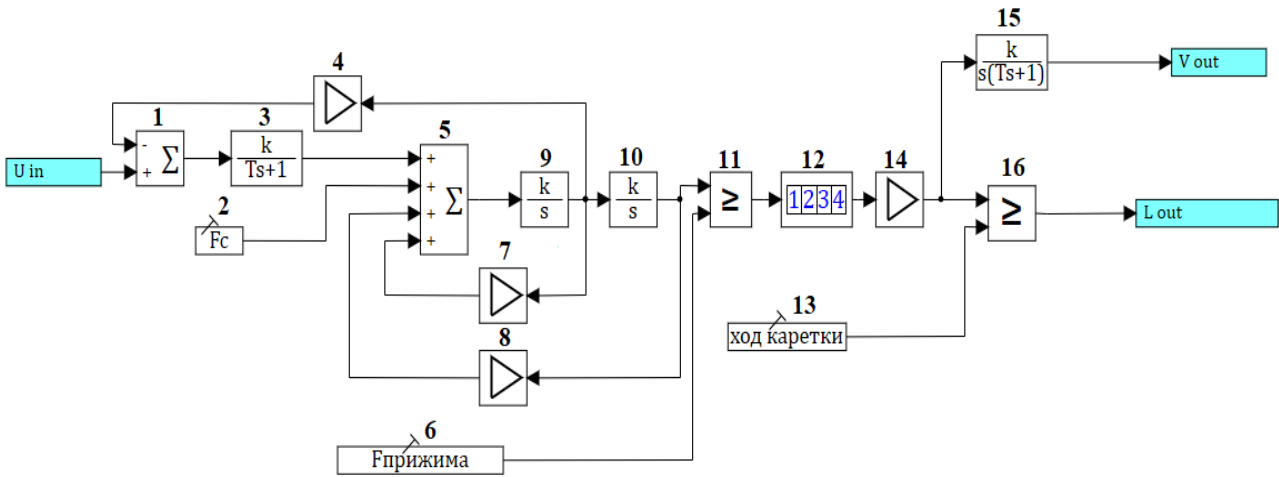 15
k
s(Ts+1)
V out
4
1
-
+ Σ
3
k
Ts+1
5
+
+
+
+
Σ
9
k
s
10
k
s
11
≥
12
1234
14
16
≥
U in
L out
2
Fc
7
8
13
ход каретки
6
Fприжима